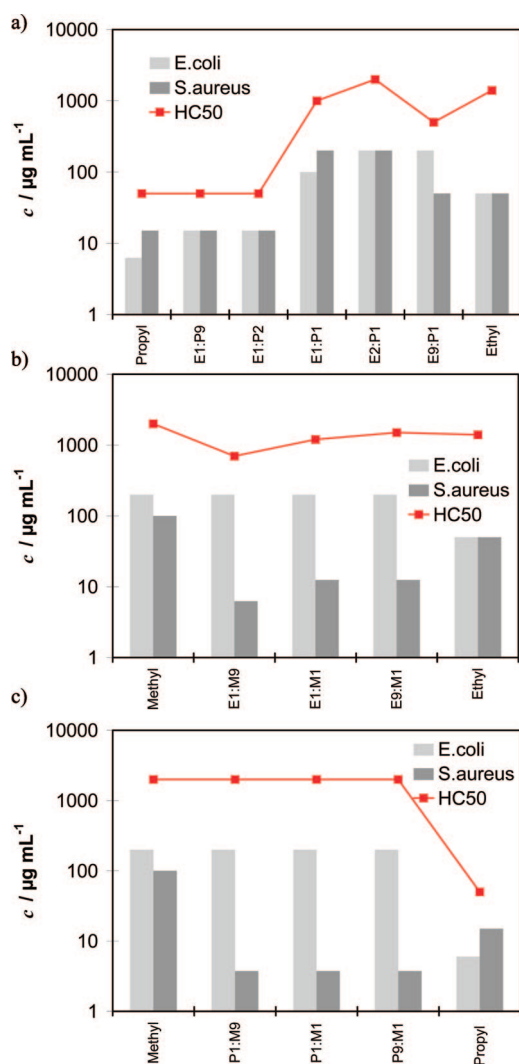 a)
10000
1000
100
10
1
c / µg mL-1
E.coli
S.aureus
HC50
Propyl
E1:P9
E1:P2
E1:P1
E2:P1
E9:P1
Ethyl
b)
10000
1000
100
10
1
c / µg mL-1
E.coli
S.aureus
HC50
Methyl
E1:M9
E1:M1
E9:M1
Ethyl
c)
10000
1000
100
10
1
c / µg mL-1
E.coli
S.aureus
HC50
Methyl
P1:M9
P1:M1
P9:M1
Propyl